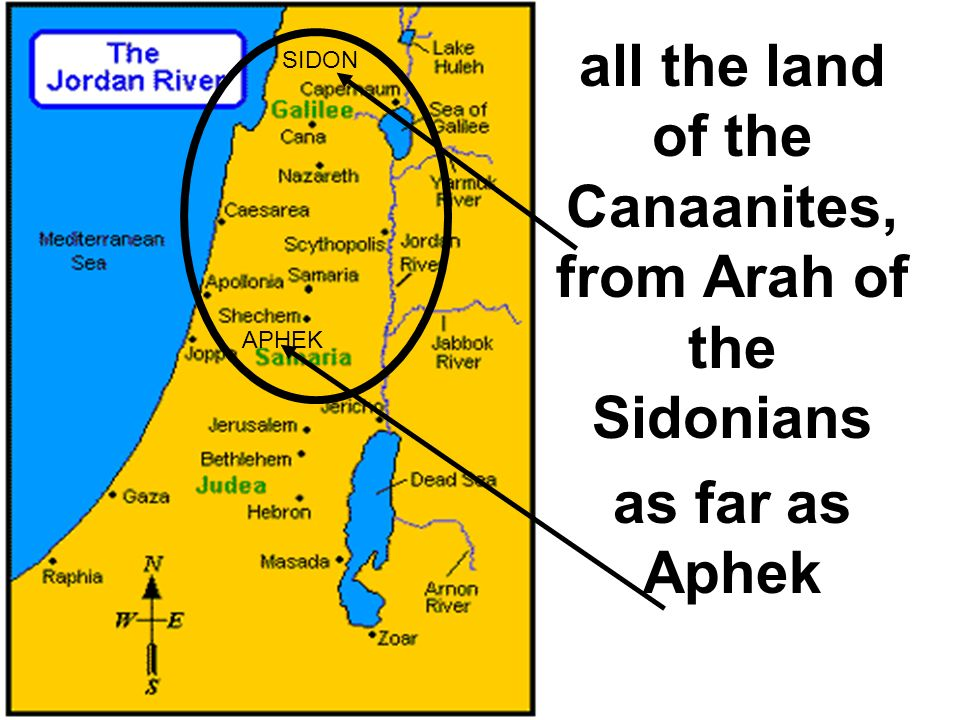 The
Jordan River
SIDON
Lake
Huleh
Capernaum
Galilee
Sea of
Galilee
Cana
Nazareth
Yarmuk
River
Caesarea
Mediterranean
Sea
Scythopolis
Jordan
River
Apollonia
Samaria
Shechem
APHEK
Joppa
Samaria
Jabbok
River
Jericho
Jerusalem
Bethlehem
Judea
Dead Sea
Gaza
Hebron
Masada
Raphia
Arnon
River
Zoar
N
W
E
S
all the land
of the
Canaanites,
from Arah of
the
Sidonians
as far as
Aphek